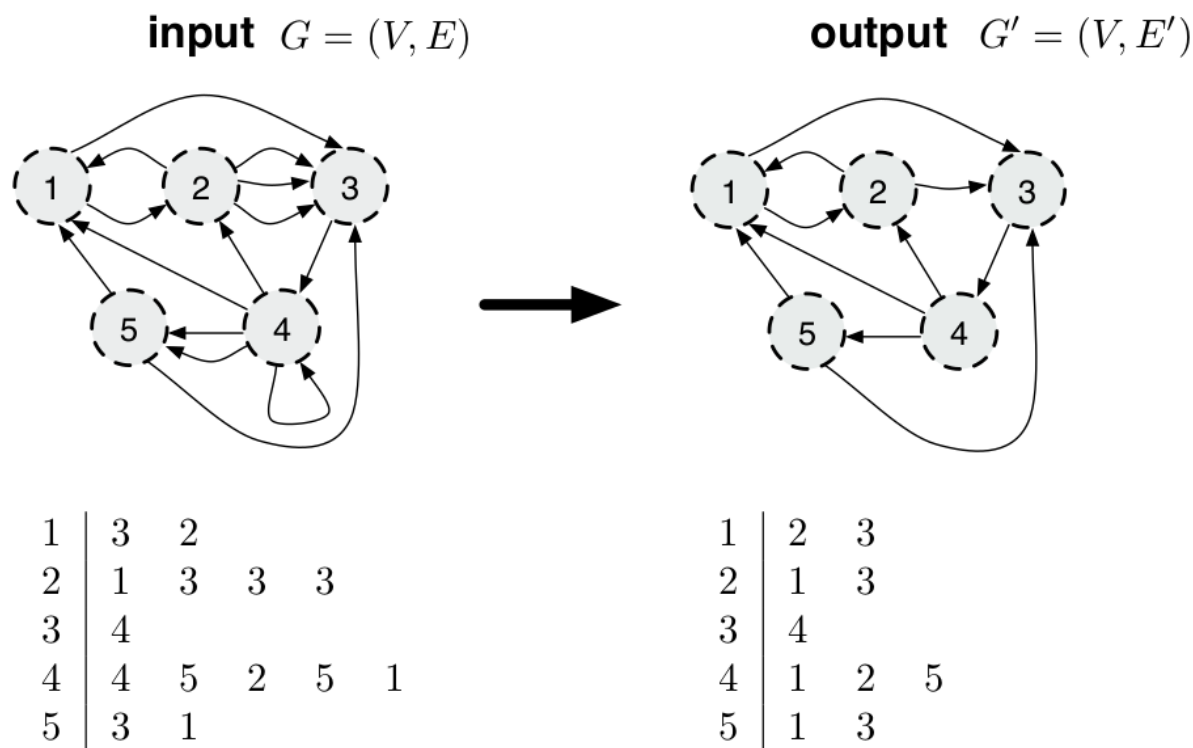 input G = (V, E) output G′ = (V, E′)
1 2 3 1 2 3
5 4 5 4
1 3 2 1 2 3
2 1 3 3 3 2 1 3
3 4 3 4
4 4 5 2 5 1 4 1 2 5
5 3 1 5 1 3